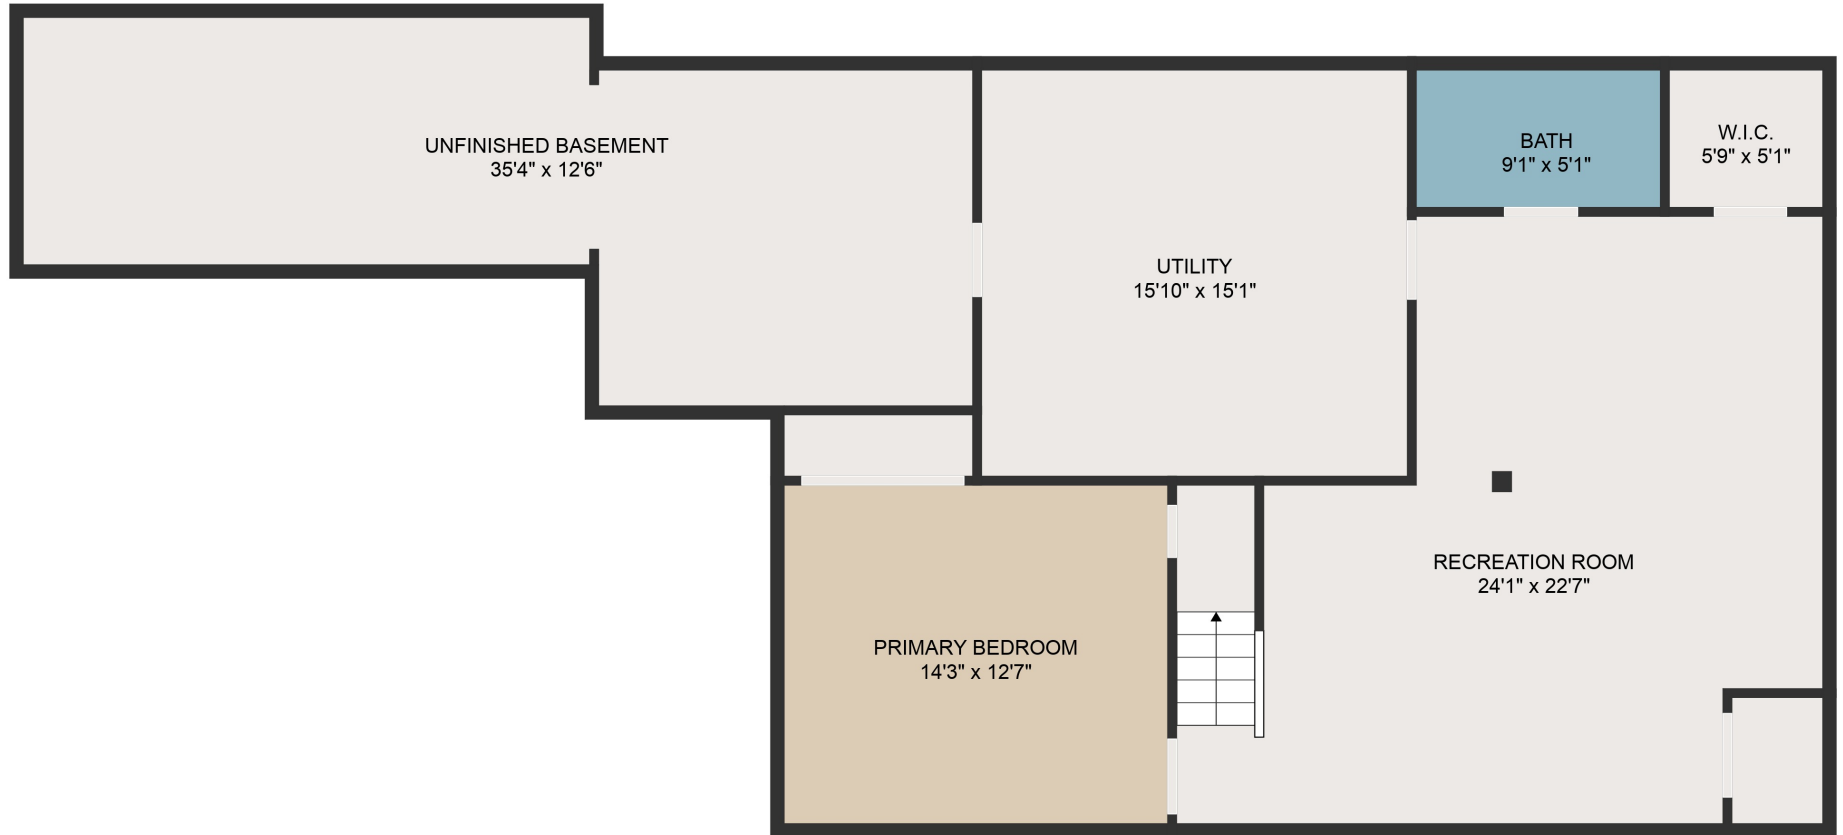 UNFINISHED BASEMENT
35'4" x 12'6"
BATH
9'1" x 5'1"
W.I.C.
5'9" x 5'1"
UTILITY
15'10" x 15'1"
RECREATION ROOM
24'1" x 22'7"
PRIMARY BEDROOM
14'3" x 12'7"